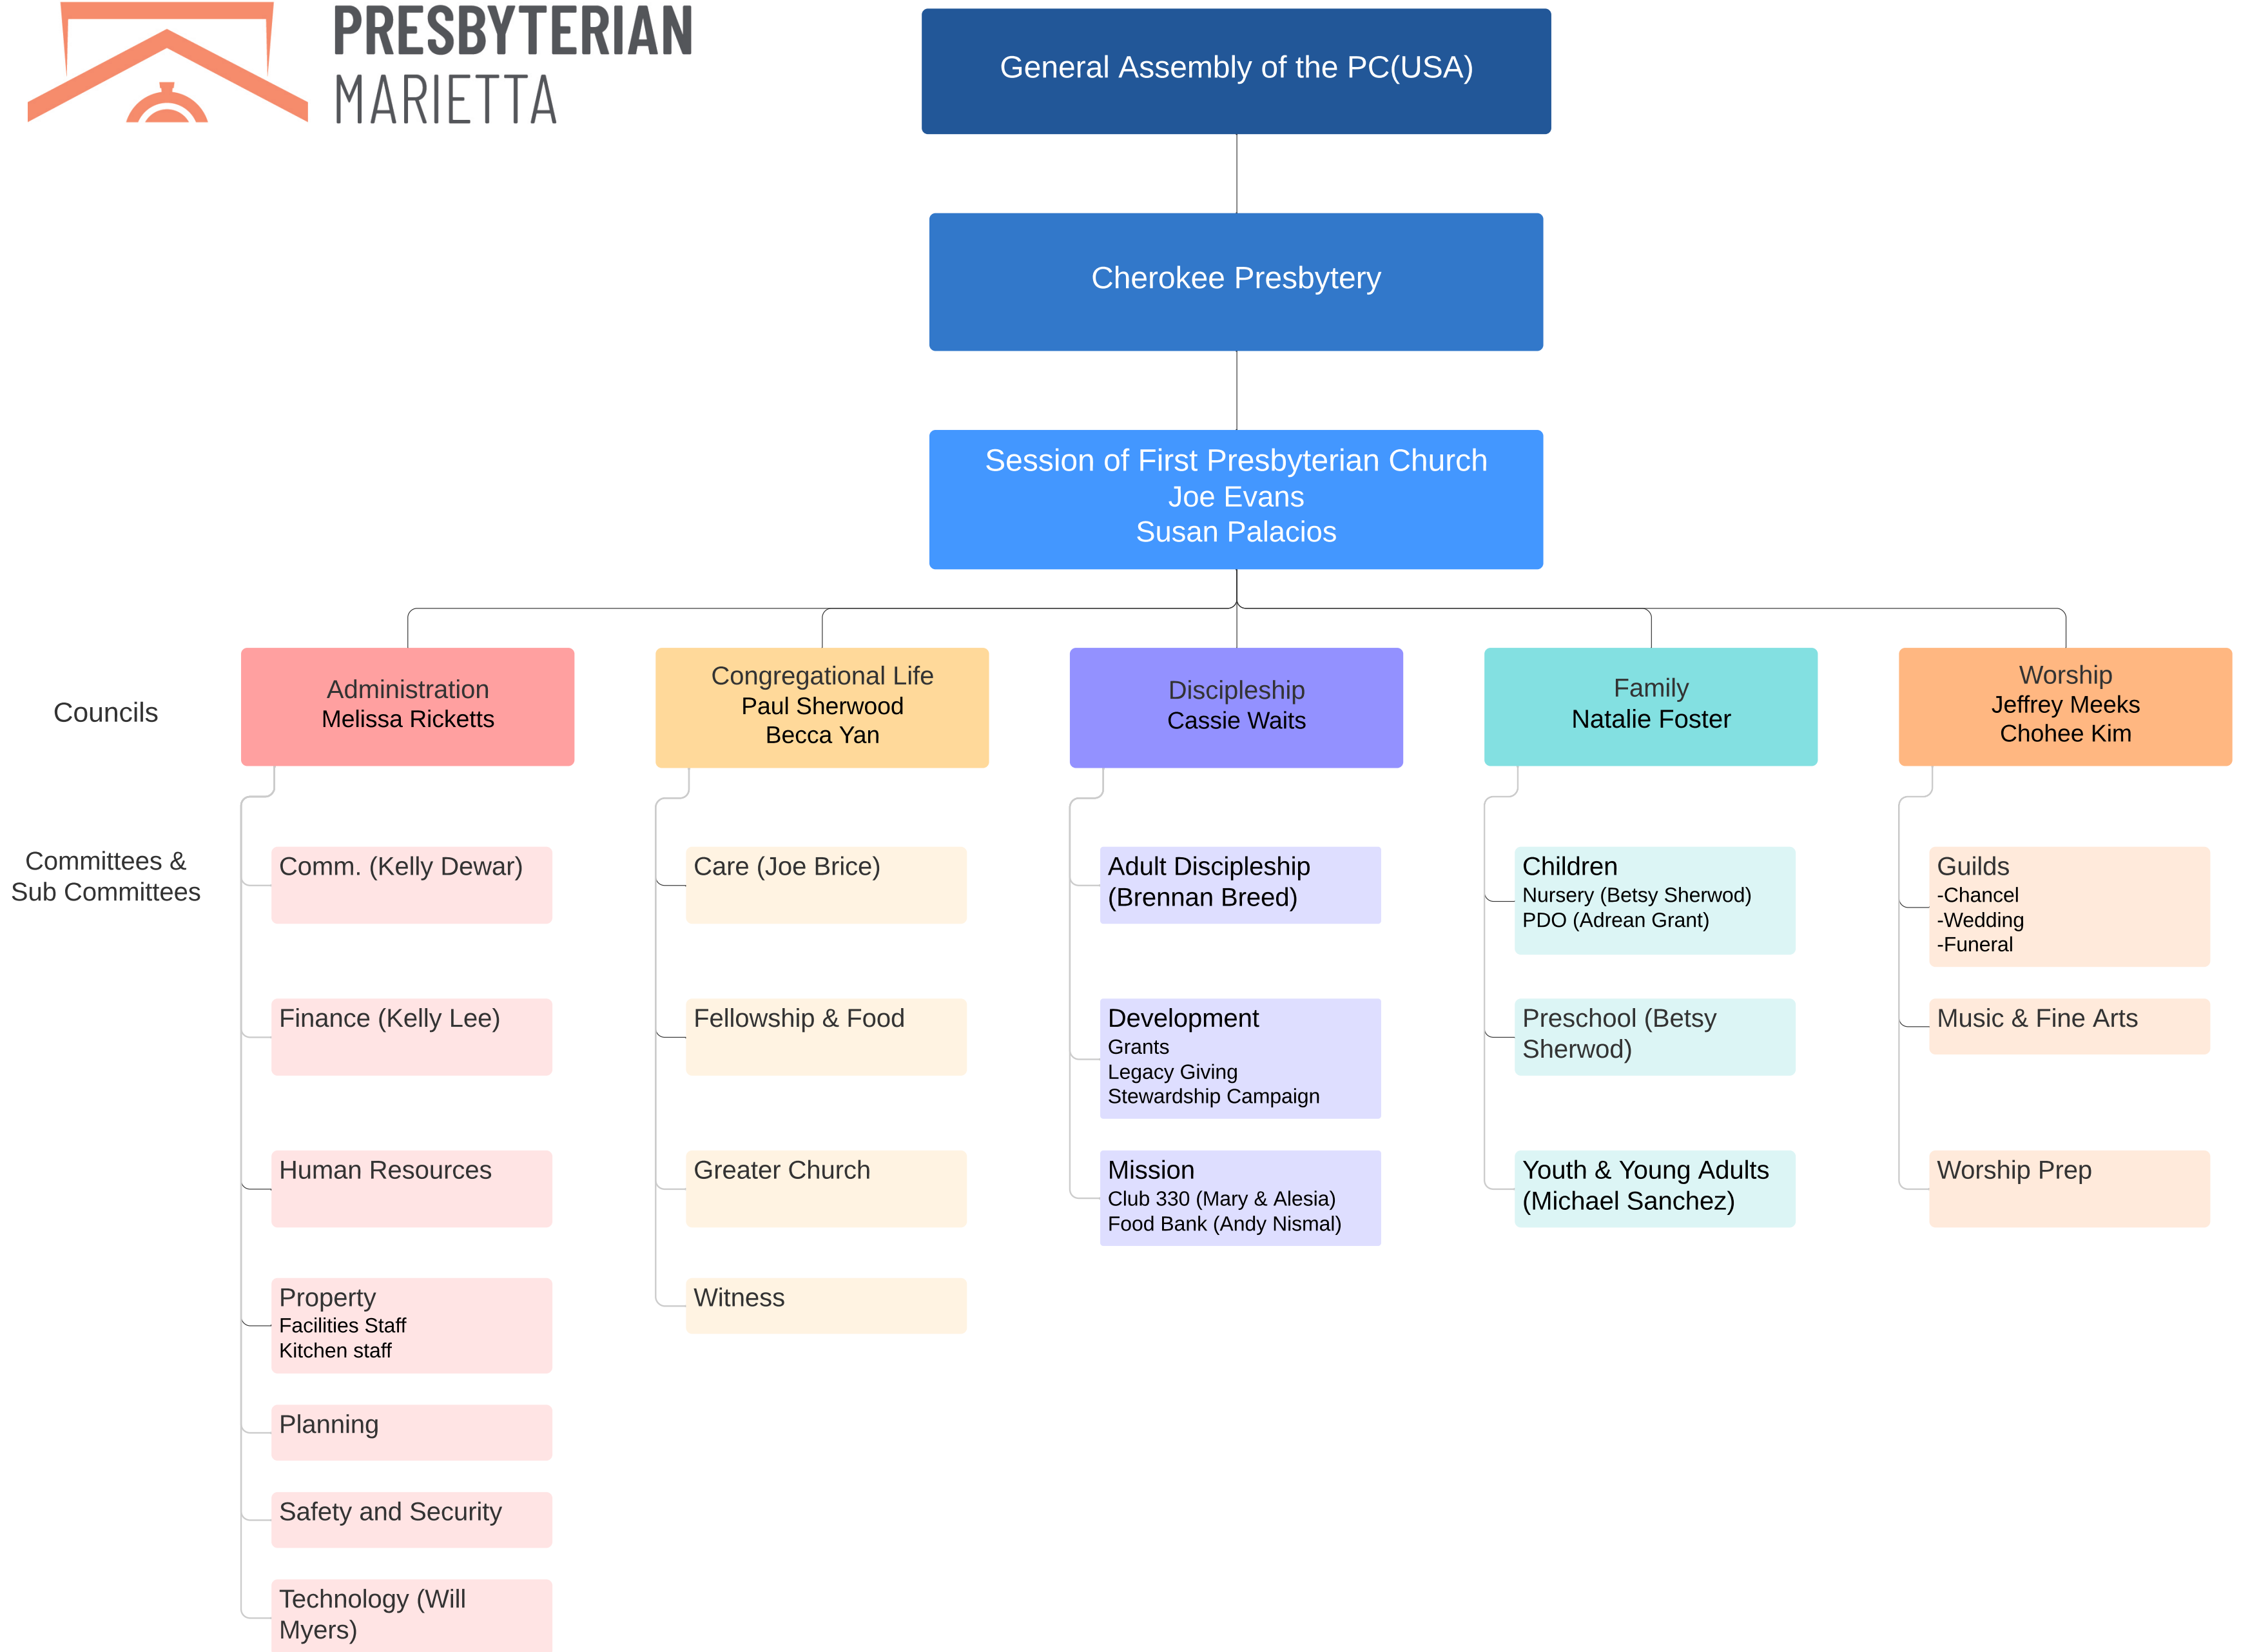 PRESBYTERIAN
MARIETTA
General Assembly of the PC(USA)
Cherokee Presbytery
Session of First Presbyterian Church
Joe Evans
Susan Palacios
Councils
Administration
Melissa Ricketts
Congregational Life
Paul Sherwood
Becca Yan
Discipleship
Cassie Waits
Family
Natalie Foster
Worship
Jeffrey Meeks
Chohee Kim
Committees &
Sub Committees
Comm. (Kelly Dewar)
Finance (Kelly Lee)
Human Resources
Property
Facilities Staff
Kitchen staff
Planning
Safety and Security
Technology (Will
Myers)
Care (Joe Brice)
Fellowship & Food
Greater Church
Witness
Adult Discipleship
(Brennan Breed)
Development
Grants
Legacy Giving
Stewardship Campaign
Mission
Club 330 (Mary & Alesia)
Food Bank (Andy Nismal)
Children
Nursery (Betsy Sherwod)
PDO (Adrean Grant)
Preschool (Betsy
Sherwod)
Youth & Young Adults
(Michael Sanchez)
Guilds
-Chancel
-Wedding
-Funeral
Music & Fine Arts
Worship Prep